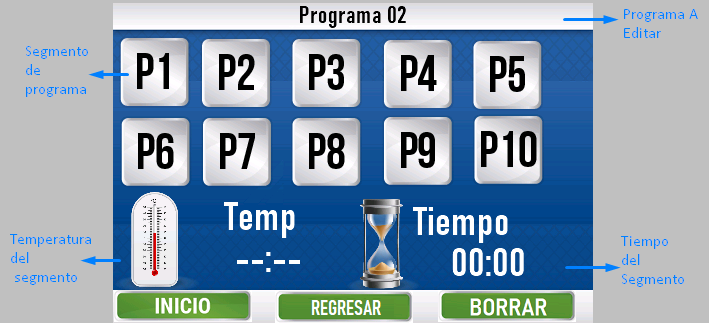 Programa 02
Programa A
Editar
Segmento
de
programa
P1 P2 P3 P4 P5
P6 P7 P8 P9 P10
Temp
--:--
Tiempo
00:00
Temperatura
del
segmento
Tiempo
del
Segmento
INICIO REGRESAR BORRAR